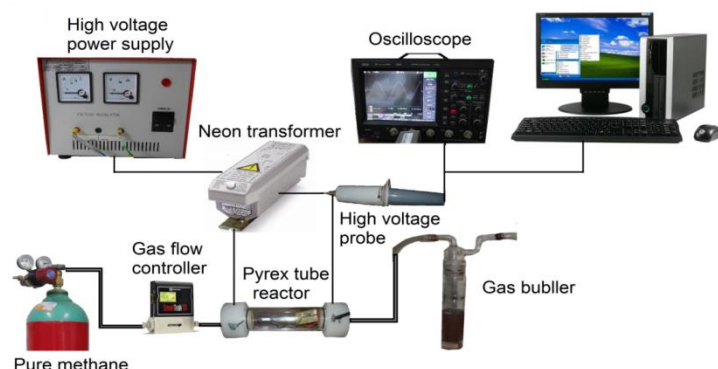 High voltage
power supply
Oscilloscope
Neon transformer
High voltage
probe
Gas flow
controller
Pyrex tube
reactor
Gas bubller
Pure methane